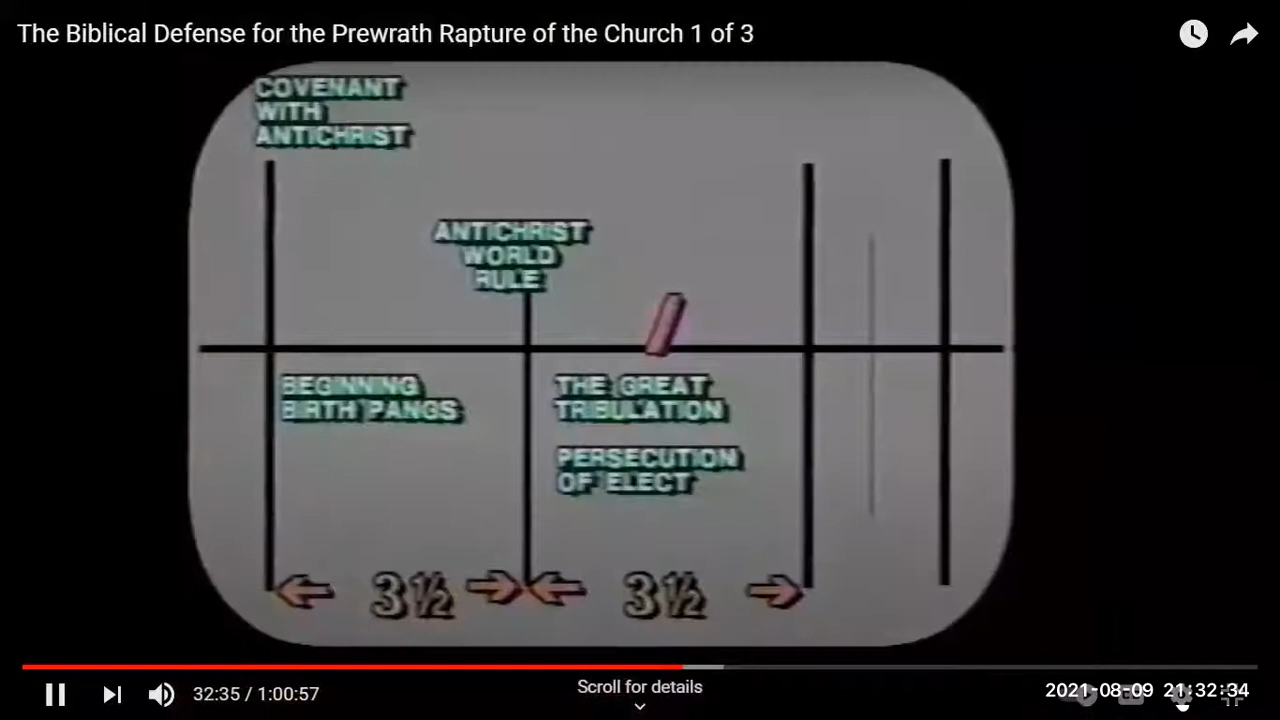 The Biblical Defense for the Prewrath Rapture of the Church 1 of 3
COVENANT
WITH
ANTICHRIST
ANTICHRIST
WORLD
RULE
BEGINNING
BIRTH PANGS
THE GREAT
TRIBULATION
PERSECUTION
OF ELECT
3½
3½
32:35 / 1:00:57
Scroll for details
2021-08-09 21:32:34